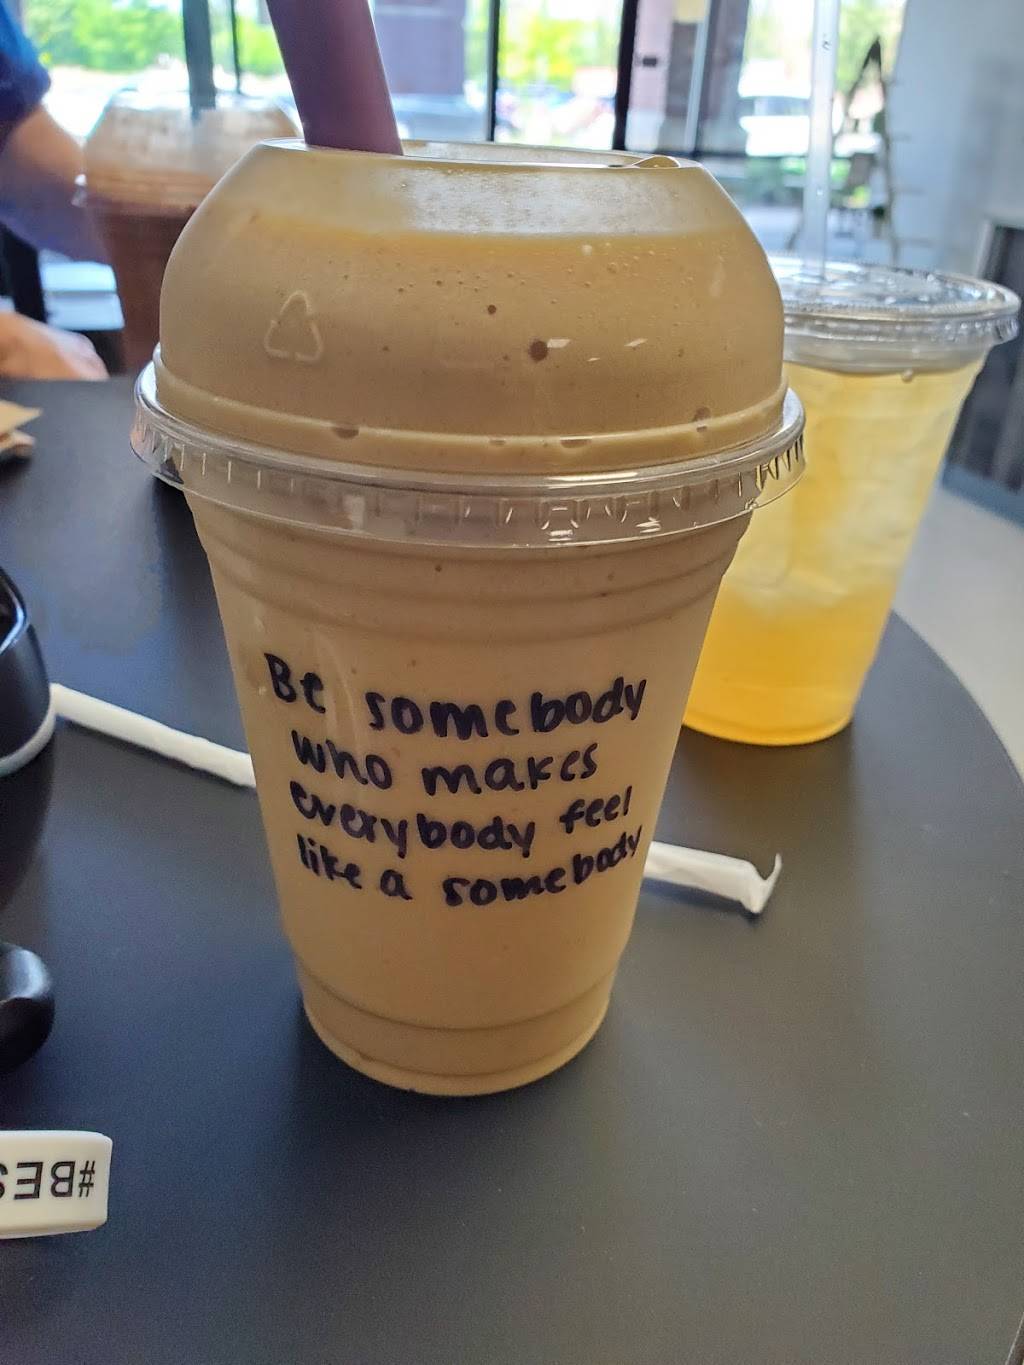 Be somebody
who makes
everybody feel
like a somebody
#BES